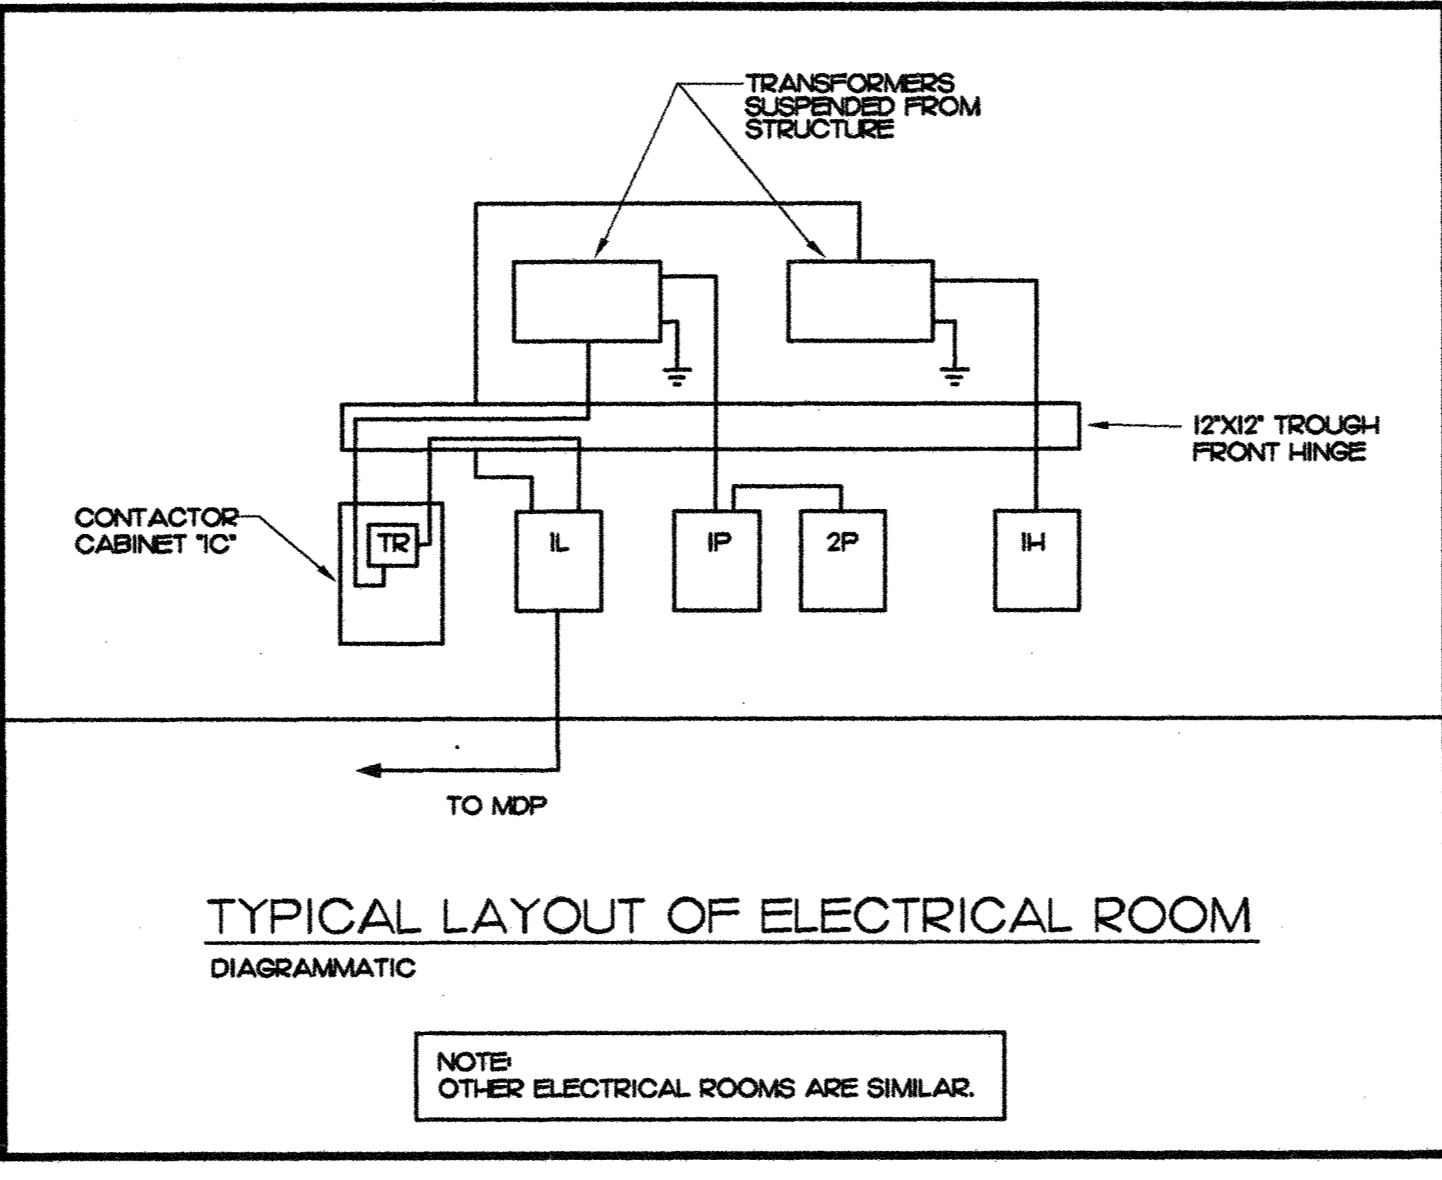 TRANSFORMERS
SUSPENDED FROM
STRUCTURE
12"X12" TROUGH
FRONT HINGE
CONTACTOR
CABINET "1C"
TR
1L
1P
2P
1H
TO MDP
TYPICAL LAYOUT OF ELECTRICAL ROOM
DIAGRAMMATIC
NOTE:
OTHER ELECTRICAL ROOMS ARE SIMILAR.